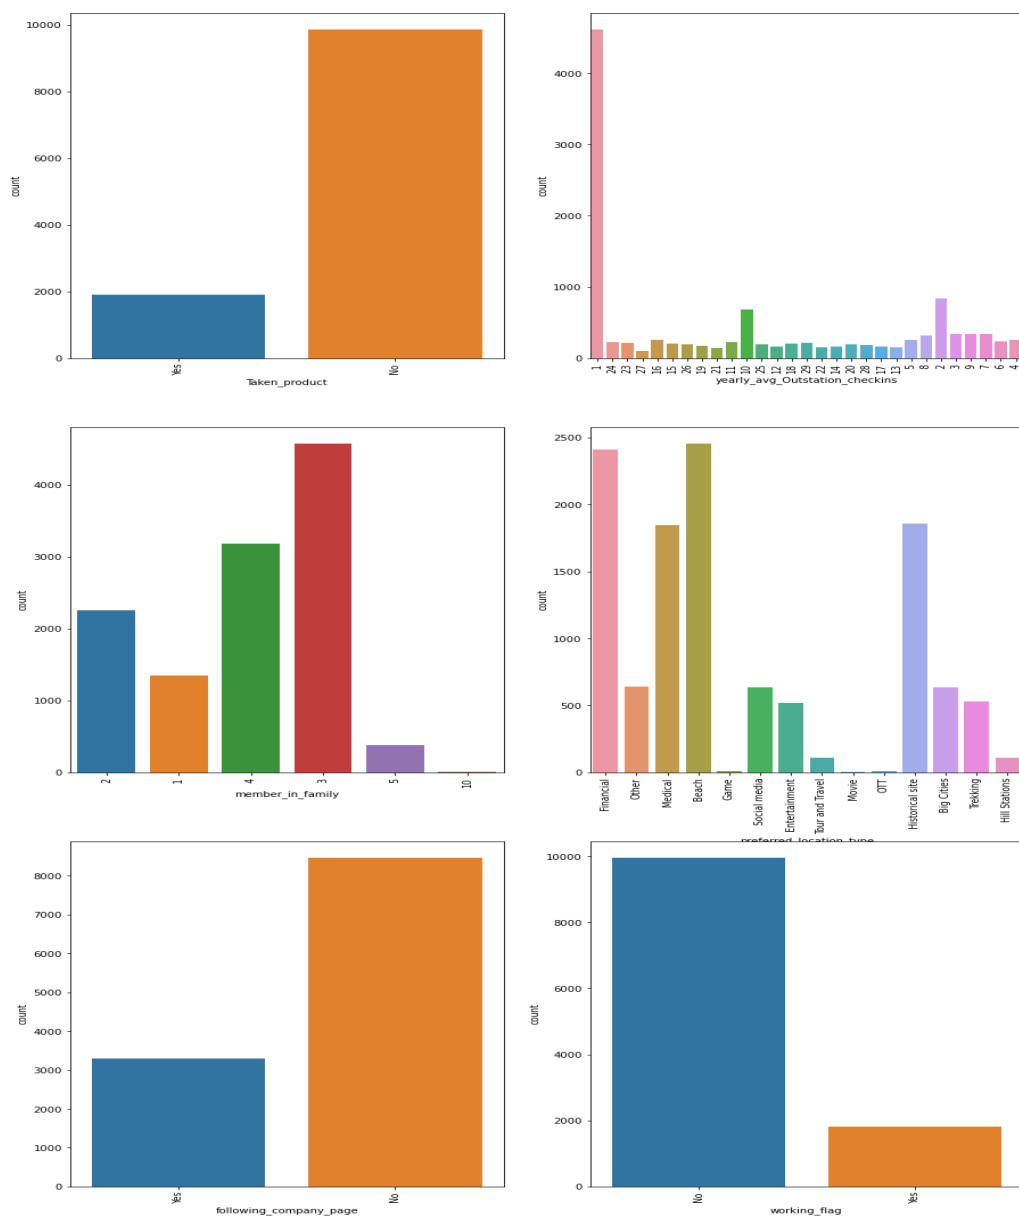 10000
8000
6000
4000
2000
0
count
Yes
No
Taken_product
4000
3000
2000
1000
0
count
1 24 23 27 16 15 26 19 21 11 10 25 12 18 29 22 14 20 28 17 13 5 8 2 3 9 7 6 4
yearly_avg_Outstation_checkins
4000
3000
2000
1000
0
count
2 1 4 3 5 10
member_in_family
2500
2000
1500
1000
500
0
count
Financial Other Medical Beach Game Social media Entertainment Tour and Travel Movie OTT Historical site Big Cities Trekking Hill Stations
preferred_location_type
8000
7000
6000
5000
4000
3000
2000
1000
0
count
Yes
No
following_company_page
10000
8000
6000
4000
2000
0
count
No
Yes
working_flag